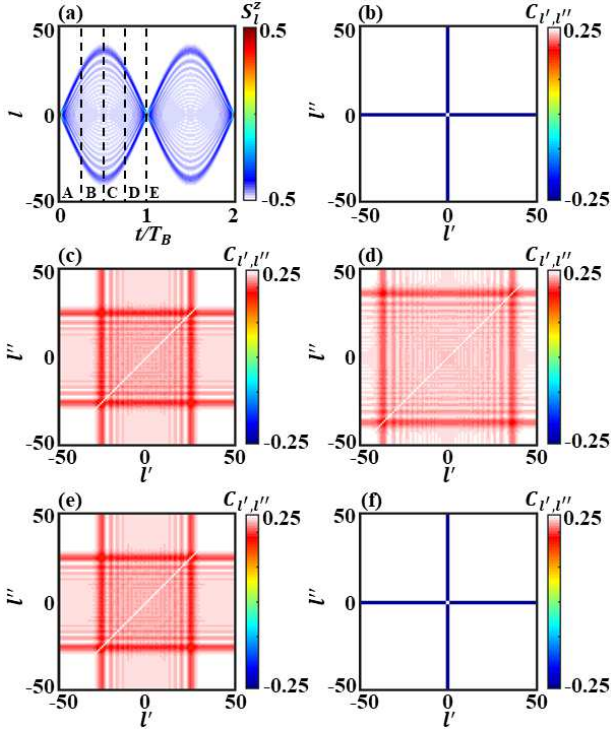 (a) S_l^z (b) C_{l',l''}
50 0.5 50 0.25
l 0 l'' 0
A B C D E
-50 -0.5 -50 -0.25
0 1 2 -50 0 50
t/T_B l'
(c) C_{l',l''} (d) C_{l',l''}
50 0.25 50 0.25
l'' 0 l'' 0
-50 -0.25 -50 -0.25
-50 0 50 -50 0 50
l' l'
(e) C_{l',l''} (f) C_{l',l''}
50 0.25 50 0.25
l'' 0 l'' 0
-50 -0.25 -50 -0.25
-50 0 50 -50 0 50
l' l'